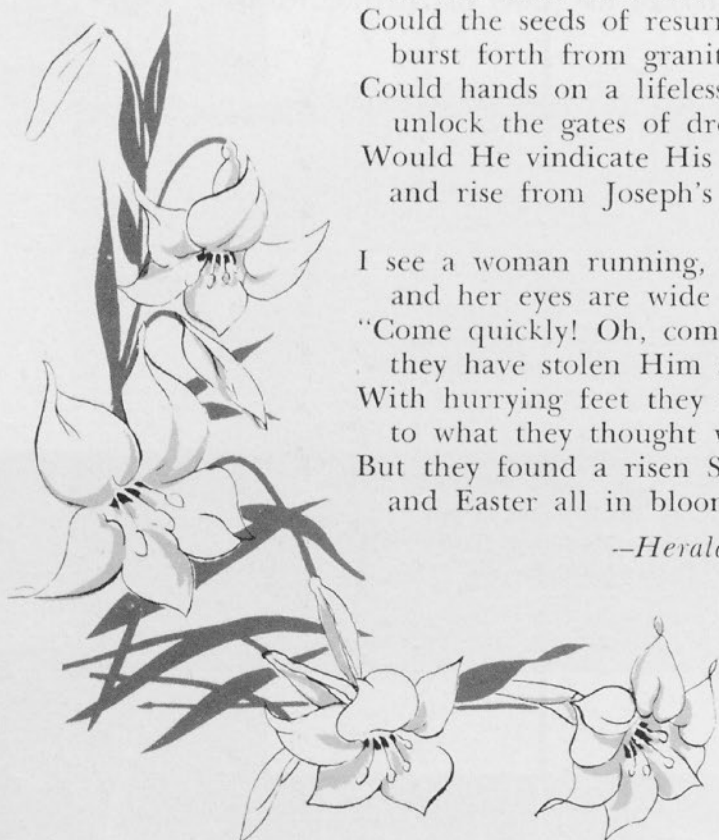 Could the seeds of resurr
burst forth from granit
Could hands on a lifeless
unlock the gates of dre
Would He vindicate His
and rise from Joseph's
I see a woman running,
and her eyes are wide
"Come quickly! Oh, com
they have stolen Him
With hurrying feet they
to what they thought
But they found a risen S
and Easter all in bloom
--Herald